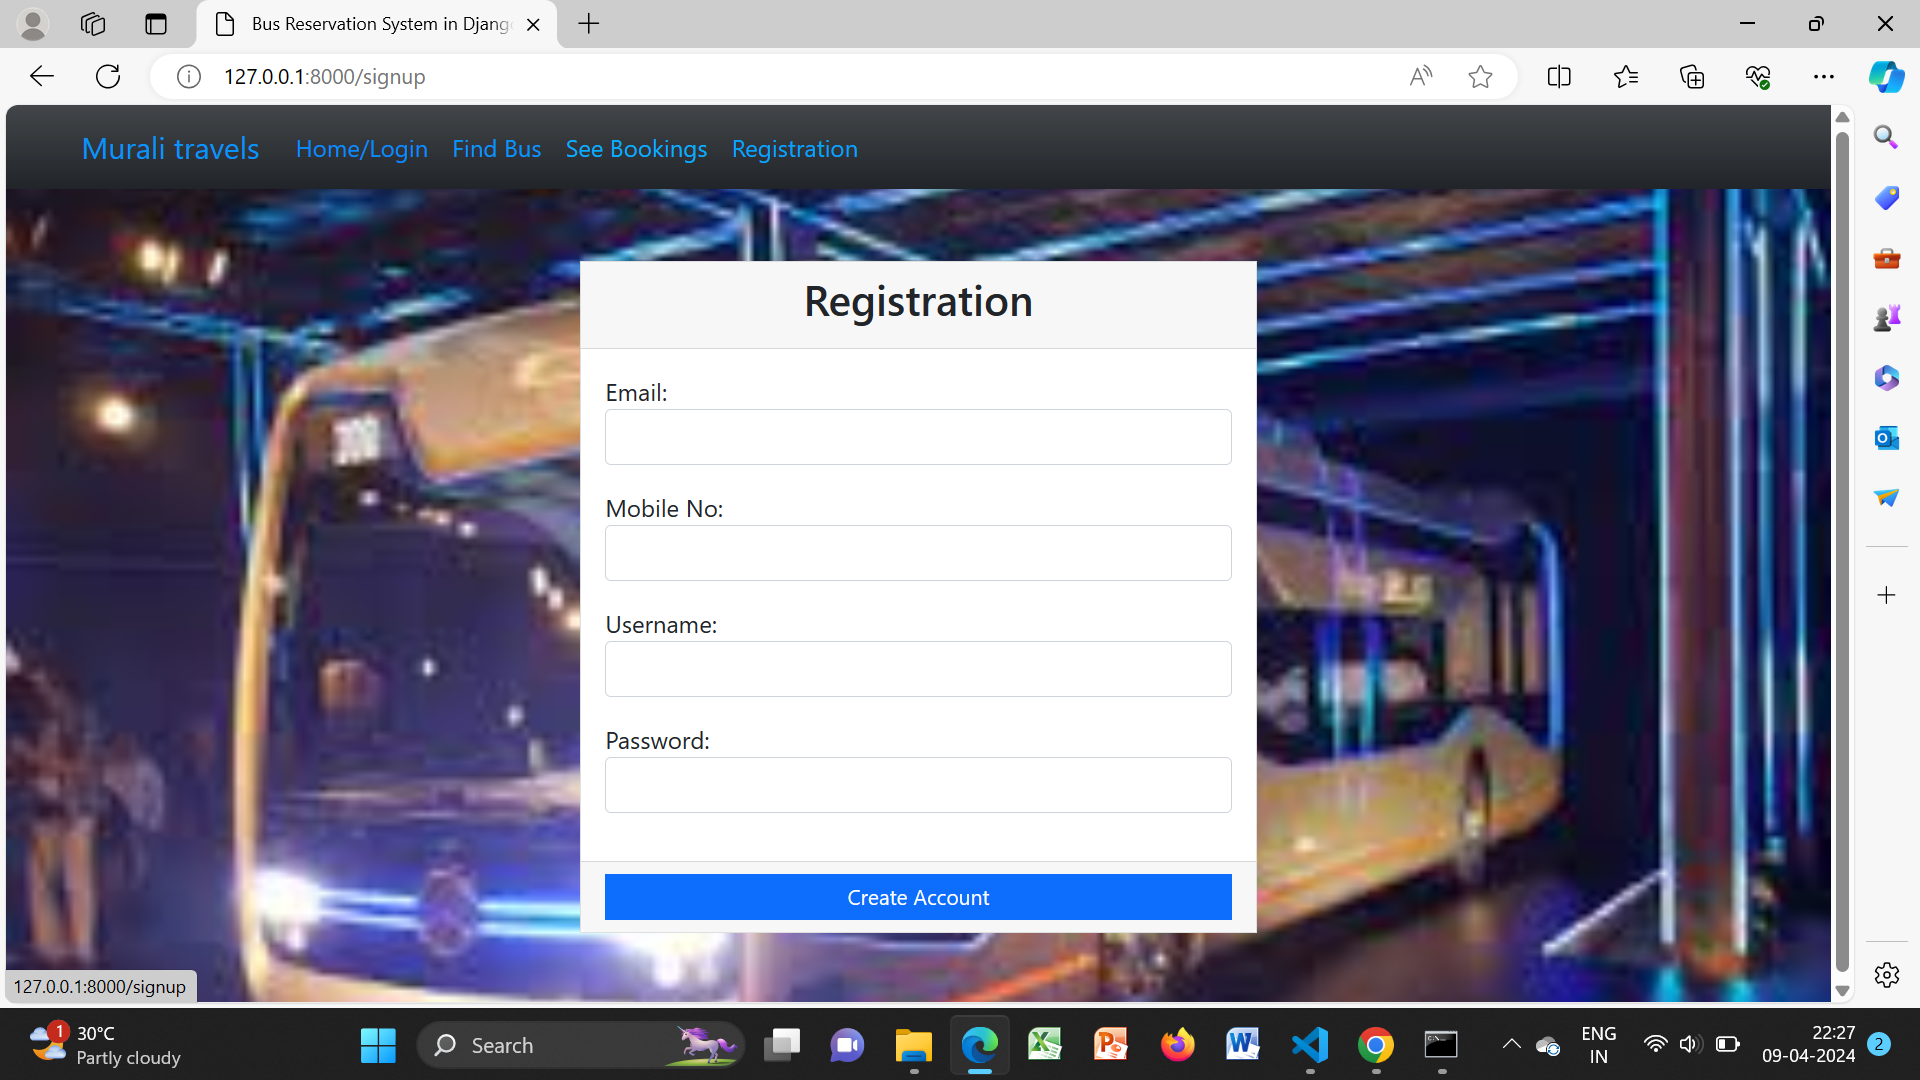 Bus Reservation System in Djang
127.0.0.1:8000/signup
Murali travels Home/Login Find Bus See Bookings Registration
Registration
Email:
Mobile No:
Username:
Password:
Create Account
127.0.0.1:8000/signup
1 30°C
Partly cloudy
Search
ENG
IN
22:27
09-04-2024
2